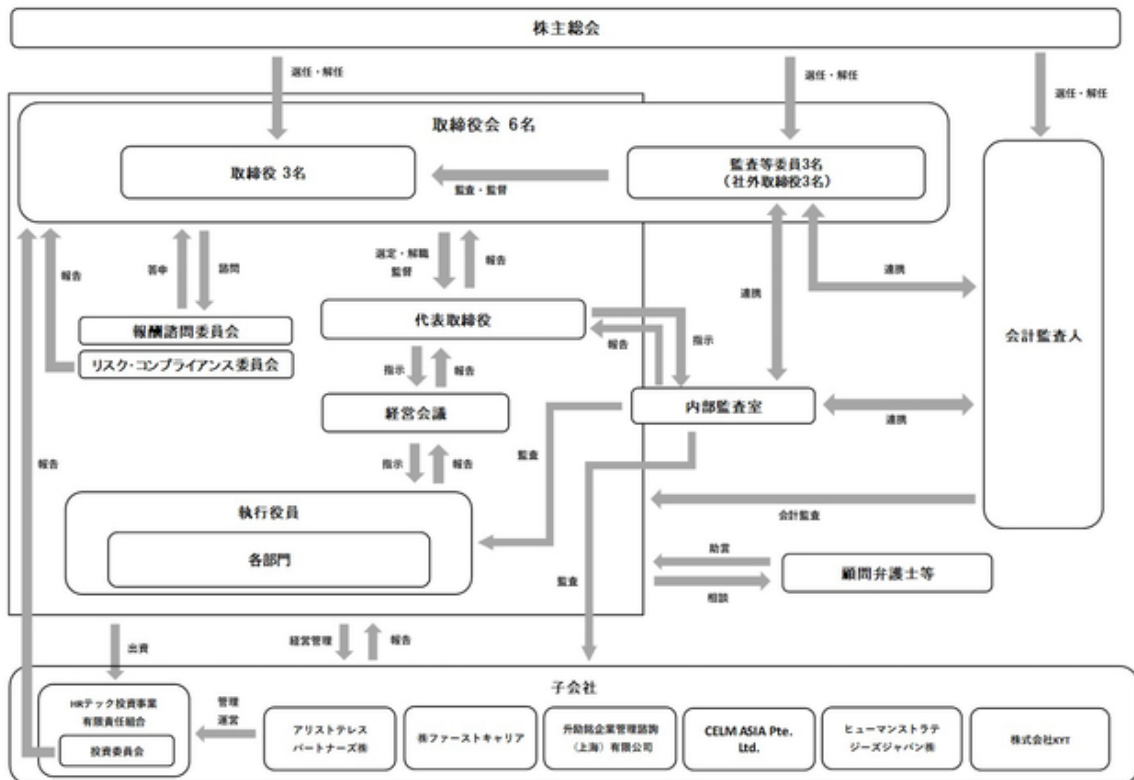 株主総会
選任・解任
選任・解任
選任・解任
取締役会 6名
取締役 3名
監査等委員3名
（社外取締役3名）
監査・監督
会計監査人
報告
答申
諮問
選定・解職
監督
報告
連携
連携
報酬諮問委員会
リスク・コンプライアンス委員会
代表取締役
報告
指示
指示
報告
経営会議
内部監査室
連携
指示
報告
監査
報告
執行役員
各部門
会計監査
助言
相談
顧問弁護士等
監査
出資
経営管理
報告
子会社
HRテック投資事業
有限責任組合
投資委員会
管理
運営
アリストテレス
パートナーズ㈱
㈱ファーストキャリア
升励銘企業管理諮詢
（上海）有限公司
CELM ASIA Pte.
Ltd.
ヒューマンストラテ
ジーズジャパン㈱
株式会社KYT